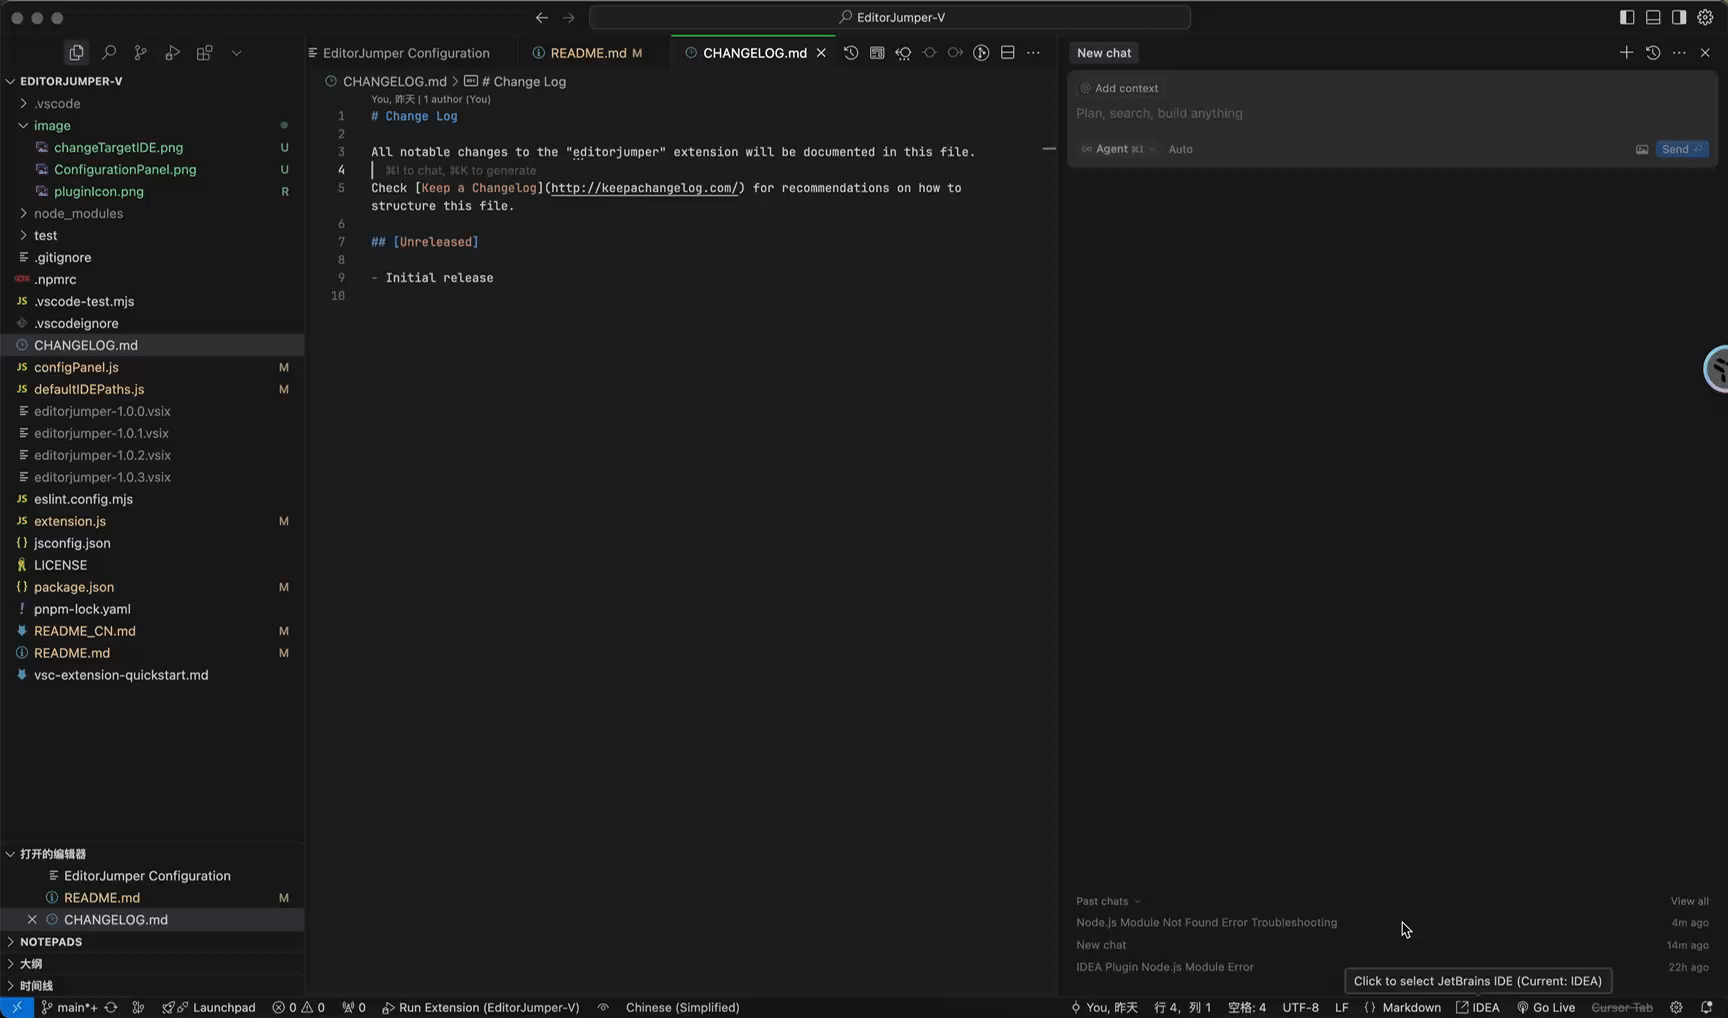 EditorJumper-V
EDITORJUMPER-V
.vscode
image
changeTargetIDE.png U
ConfigurationPanel.png U
pluginIcon.png R
node_modules
test
.gitignore
.npmrc
JS .vscode-test.mjs
.vscodeignore
CHANGELOG.md
JS configPanel.js M
JS defaultIDEPaths.js M
editorjumper-1.0.0.vsix
editorjumper-1.0.1.vsix
editorjumper-1.0.2.vsix
editorjumper-1.0.3.vsix
JS eslint.config.mjs
JS extension.js M
{} jsconfig.json
LICENSE
{} package.json M
! pnpm-lock.yaml
README_CN.md M
README.md M
vsc-extension-quickstart.md
打开的编辑器
EditorJumper Configuration
README.md M
CHANGELOG.md
NOTEPADS
大纲
时间线
EditorJumper Configuration README.md M CHANGELOG.md
CHANGELOG.md > # Change Log
You, 昨天 | 1 author (You)
1 # Change Log
2
3 All notable changes to the "editorjumper" extension will be documented in this file.
4 ⌘I to chat, ⌘K to generate
5 Check [Keep a Changelog](http://keepachangelog.com/) for recommendations on how to
structure this file.
6
7 ## [Unreleased]
8
9 - Initial release
10
New chat
@ Add context
Plan, search, build anything
∞ Agent ⌘I Auto Send
Past chats View all
Node.js Module Not Found Error Troubleshooting 4m ago
New chat 14m ago
IDEA Plugin Node.js Module Error 22h ago
Click to select JetBrains IDE (Current: IDEA)
main*+ Launchpad 0 0 0 Run Extension (EditorJumper-V) Chinese (Simplified) You, 昨天 行 4, 列 1 空格: 4 UTF-8 LF {} Markdown IDEA Go Live Cursor Tab